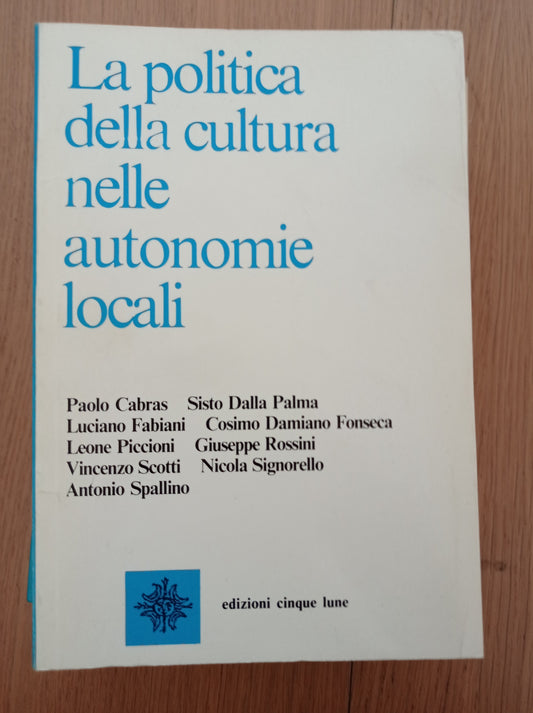 La politica
della cultura
nelle
autonomie
locali
Paolo Cabras Sisto Dalla Palma
Luciano Fabiani Cosimo Damiano Fonseca
Leone Piccioni Giuseppe Rossini
Vincenzo Scotti Nicola Signorello
Antonio Spallino
edizioni cinque lune